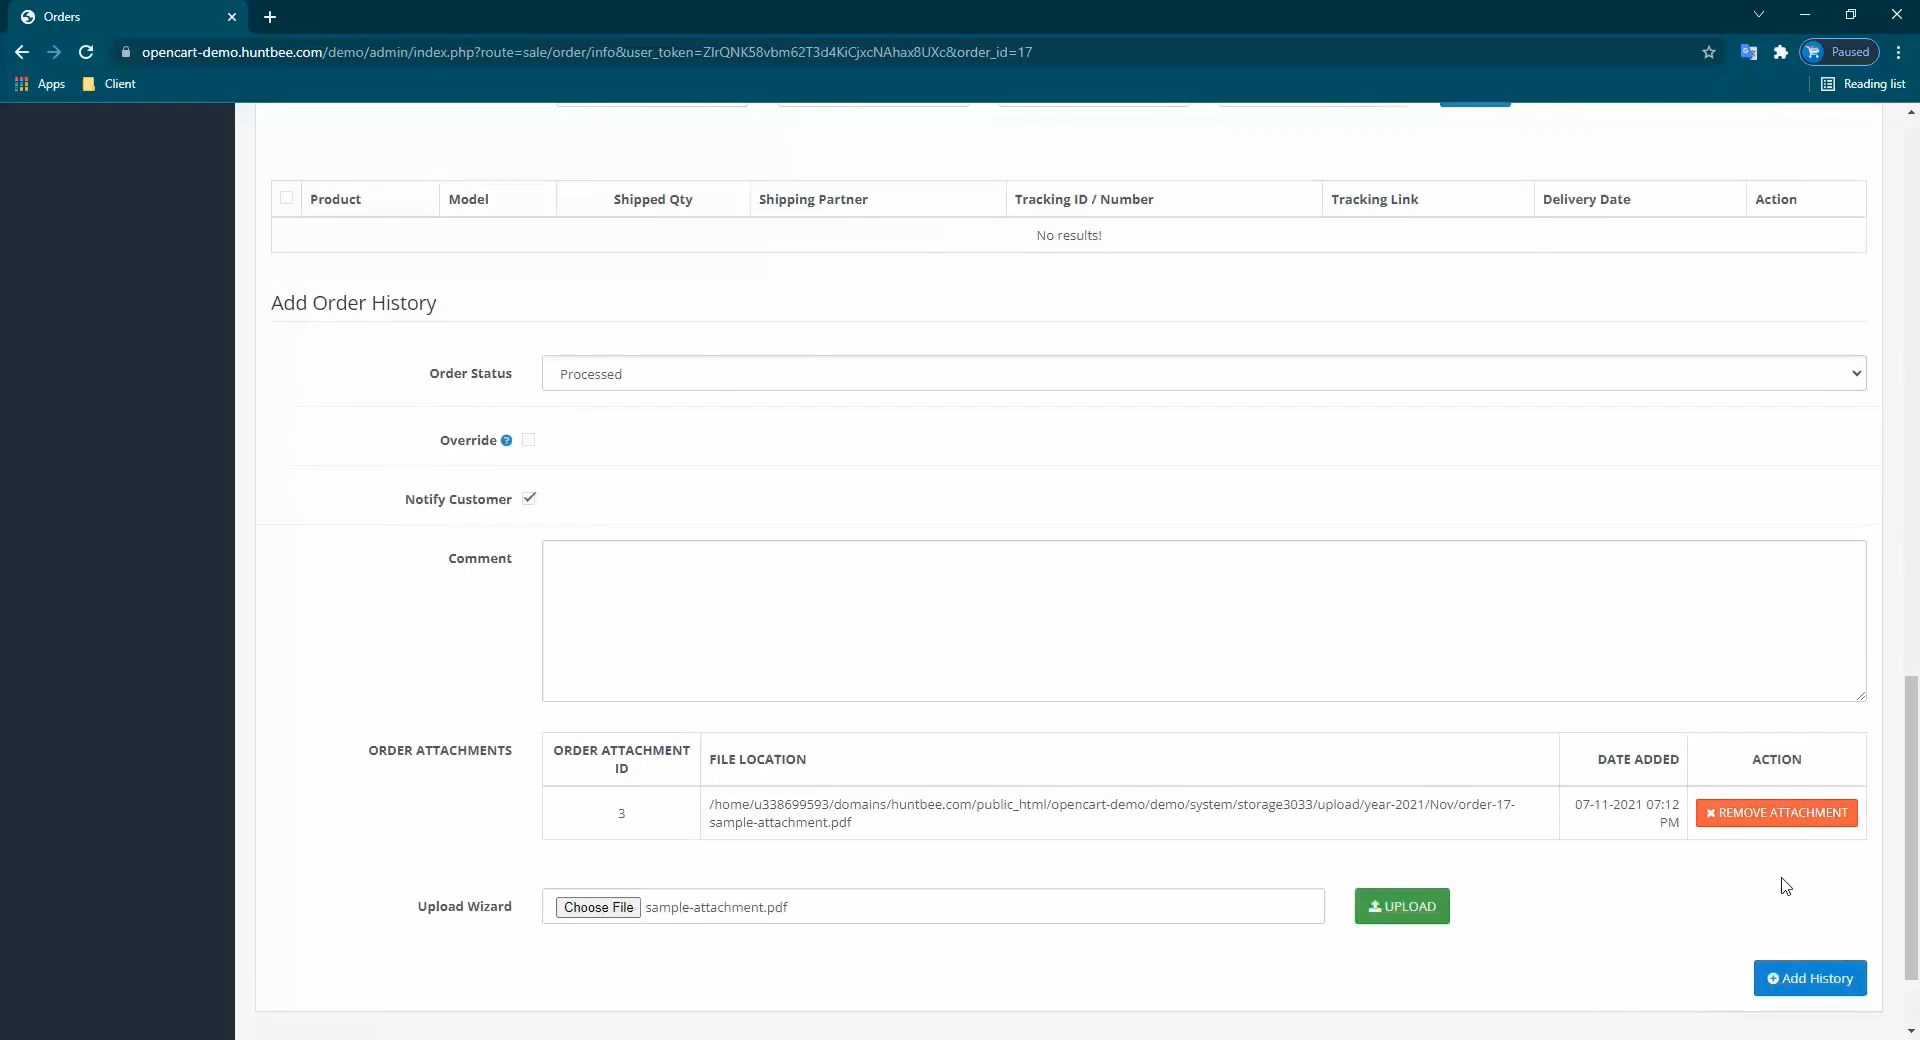 Orders
opencart-demo.huntbee.com/demo/admin/index.php?route=sale/order/info&user_token=ZlrQNK58vbm62T3d4KiCjxcNAhax8UXc&order_id=17
Paused
Apps
Client
Reading list
Product
Model
Shipped Qty
Shipping Partner
Tracking ID / Number
Tracking Link
Delivery Date
Action
No results!
Add Order History
Order Status
Processed
Override
Notify Customer
Comment
ORDER ATTACHMENTS
ORDER ATTACHMENT
ID
FILE LOCATION
DATE ADDED
ACTION
3
/home/u338699593/domains/huntbee.com/public_html/opencart-demo/demo/system/storage3033/upload/year-2021/Nov/order-17-
sample-attachment.pdf
07-11-2021 07:12
PM
REMOVE ATTACHMENT
Upload Wizard
Choose File sample-attachment.pdf
UPLOAD
Add History